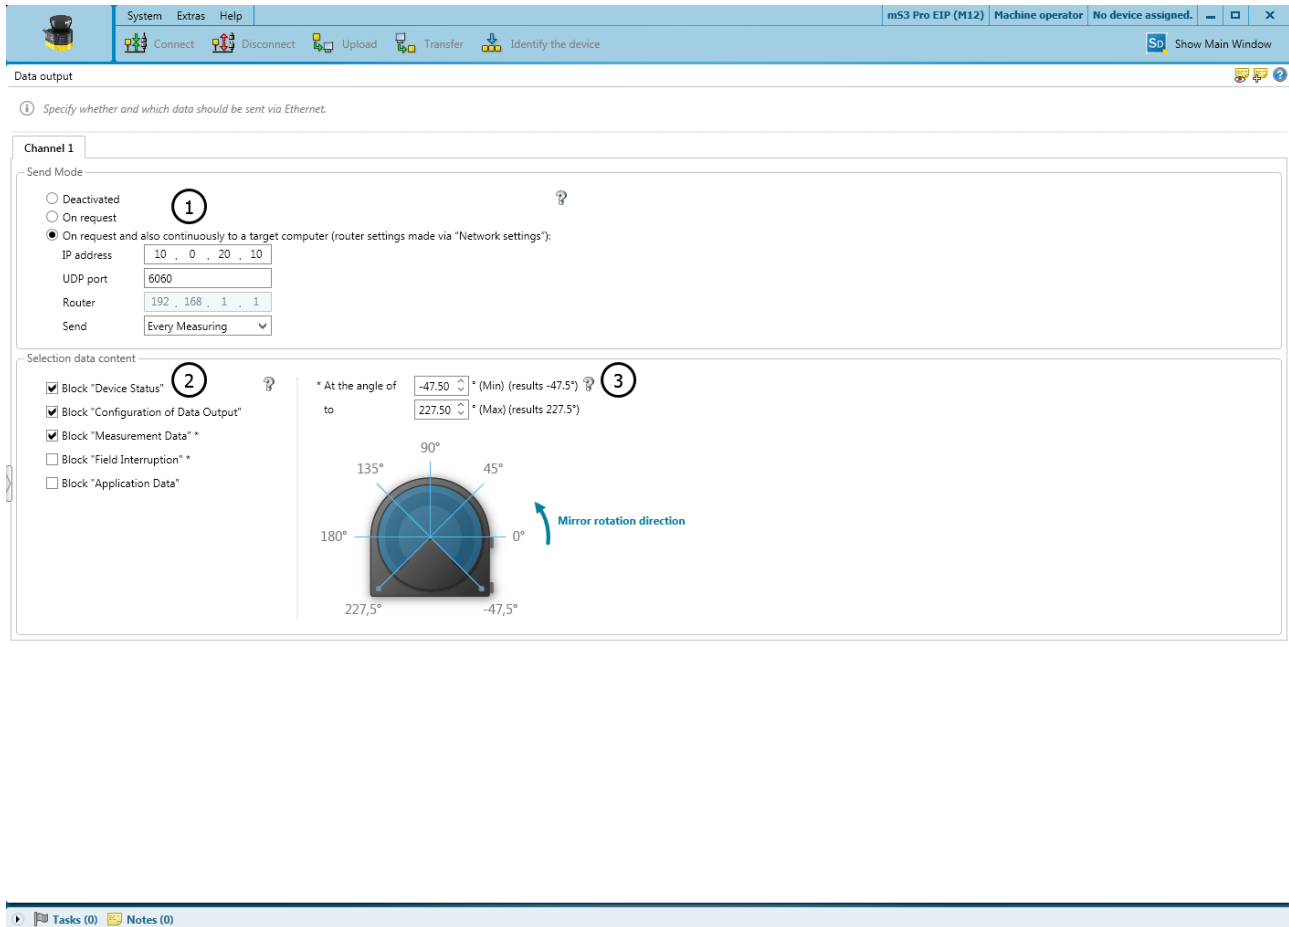 System Extras Help
mS3 Pro EIP (M12) Machine operator No device assigned.
Connect Disconnect Upload Transfer Identify the device
SD Show Main Window
Data output
Specify whether and which data should be sent via Ethernet.
Channel 1
Send Mode
Deactivated
1
On request
On request and also continuously to a target computer (router settings made via "Network settings"):
IP address 10 . 0 . 20 . 10
UDP port 6060
Router 192 . 168 . 1 . 1
Send Every Measuring
Selection data content
Block "Device Status"
2
Block "Configuration of Data Output"
Block "Measurement Data" *
Block "Field Interruption" *
Block "Application Data"
* At the angle of -47.50 ° (Min) (results -47.5°)
3
to 227.50 ° (Max) (results 227.5°)
90°
135° 45°
Mirror rotation direction
180° 0°
227,5° -47,5°
Tasks (0) Notes (0)